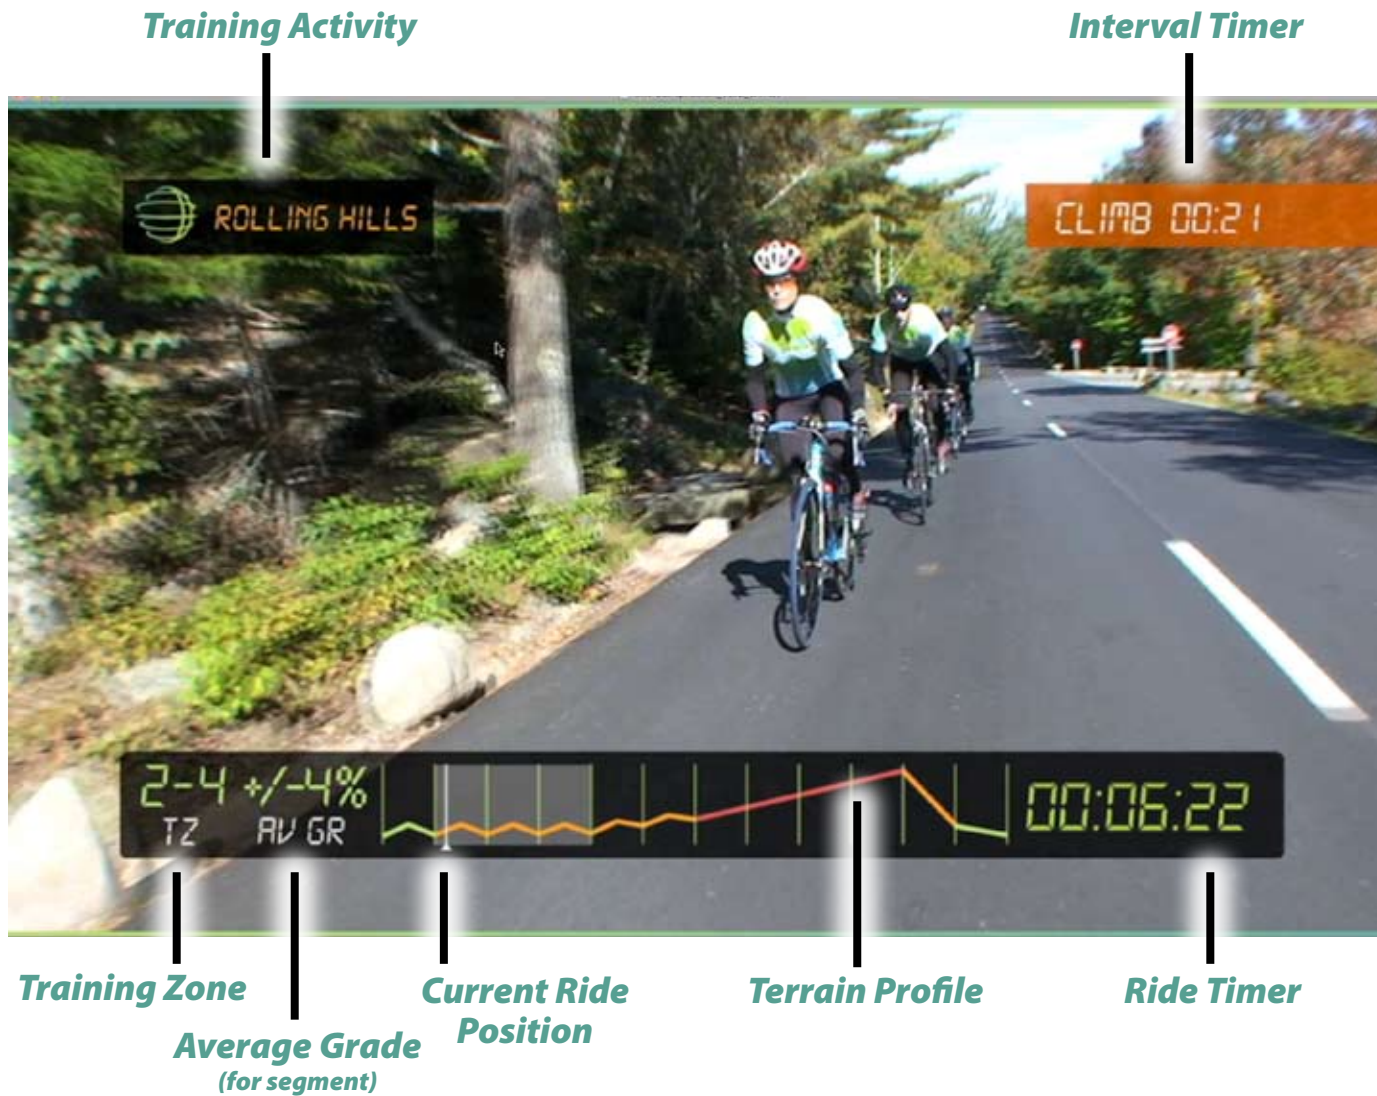 Training Activity
Interval Timer
ROLLING HILLS
CLIMB 00:21
2-4 +/-4%
TZ AV GR
00:06:22
Training Zone
Current Ride
Position
Terrain Profile
Ride Timer
Average Grade
(for segment)